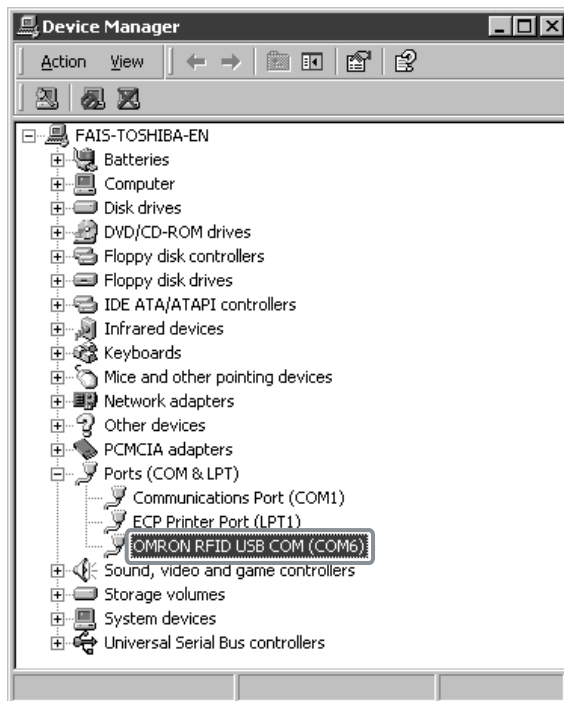 Device Manager
Action View
FAIS-TOSHIBA-EN
Batteries
Computer
Disk drives
DVD/CD-ROM drives
Floppy disk controllers
Floppy disk drives
IDE ATA/ATAPI controllers
Infrared devices
Keyboards
Mice and other pointing devices
Network adapters
Other devices
PCMCIA adapters
Ports (COM & LPT)
Communications Port (COM1)
ECP Printer Port (LPT1)
OMRON RFID USB COM (COM6)
Sound, video and game controllers
Storage volumes
System devices
Universal Serial Bus controllers